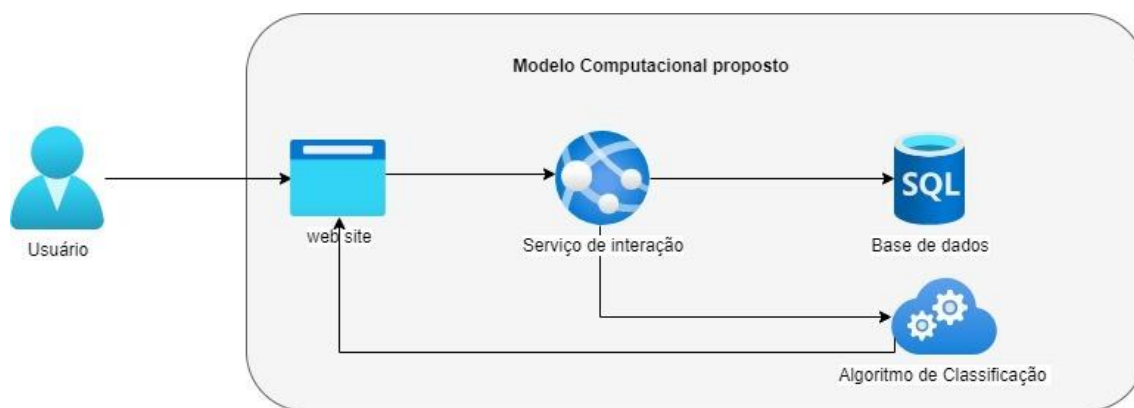 Modelo Computacional proposto
SQL
Usuário
web site
Serviço de interação
Base de dados
Algoritmo de Classificação